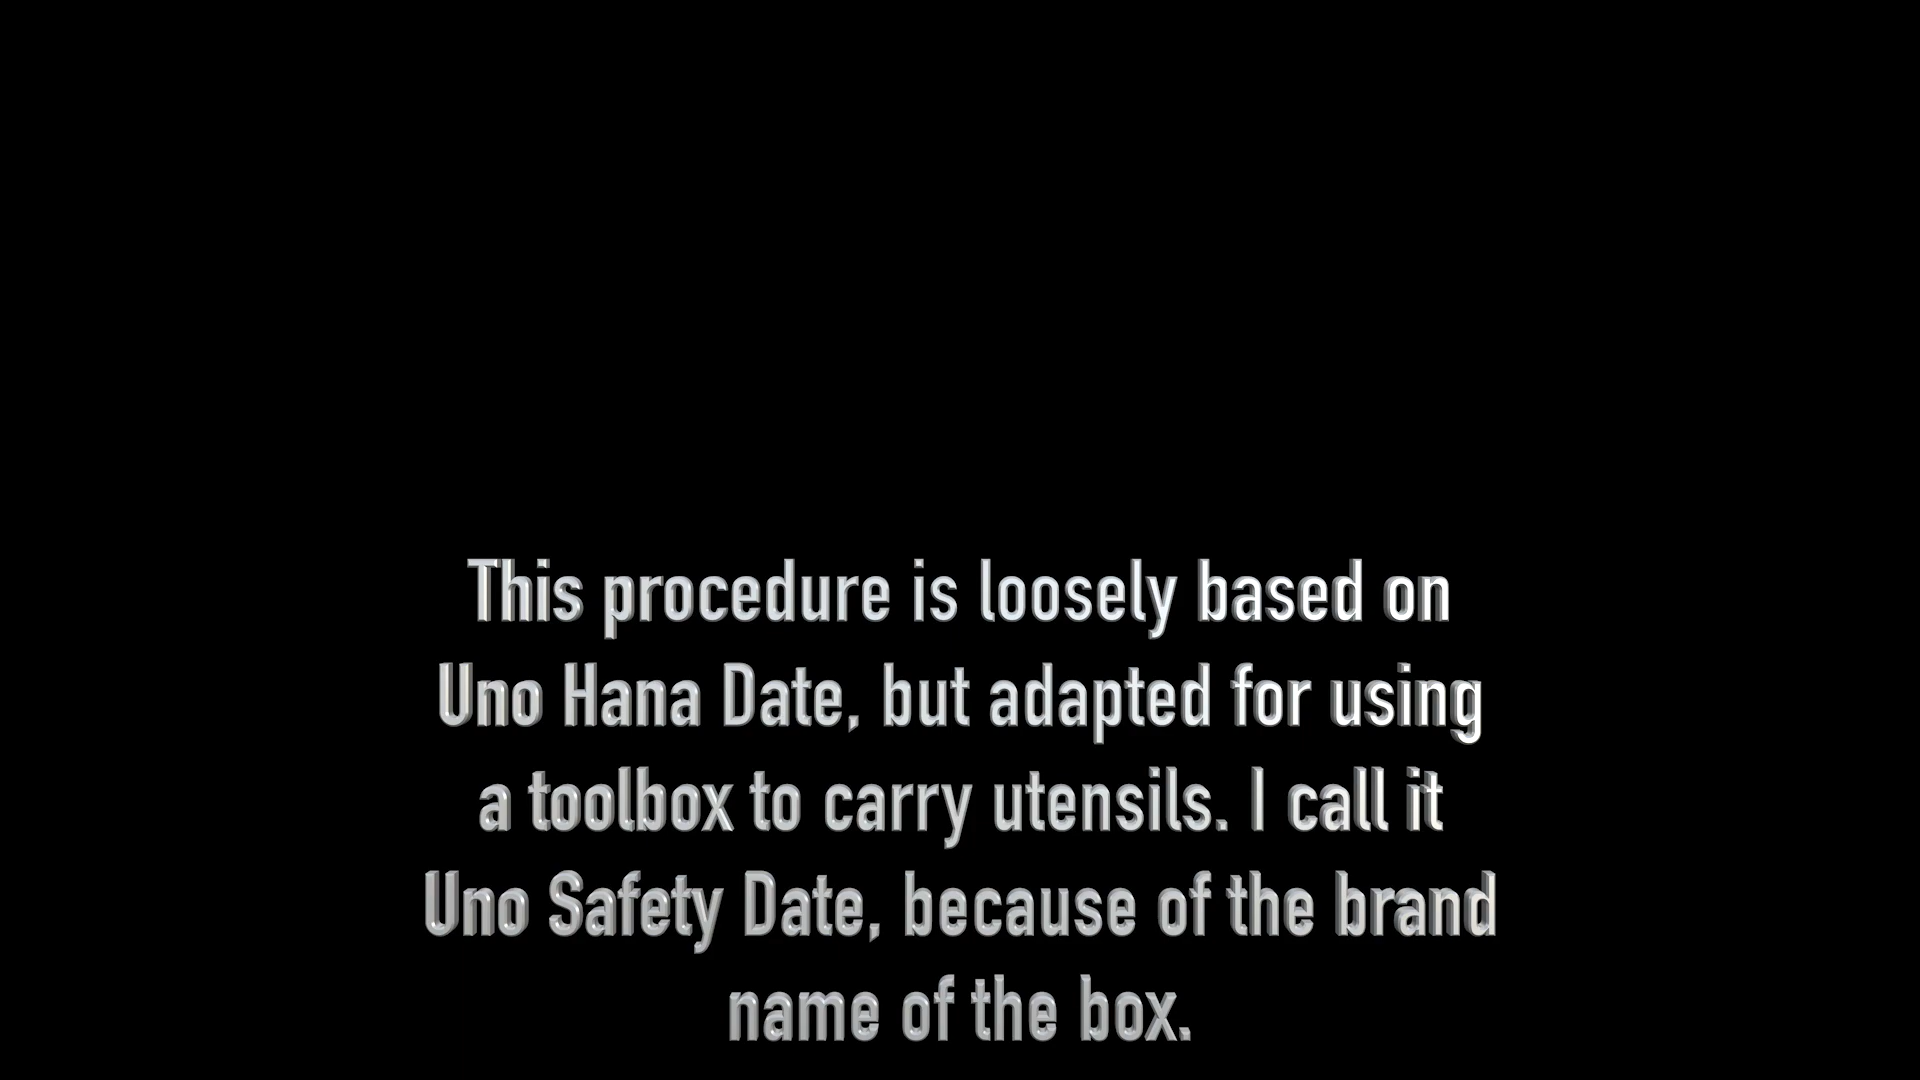 This procedure is loosely based on
Uno Hana Date, but adapted for using
a toolbox to carry utensils. I call it
Uno Safety Date, because of the brand
name of the box.